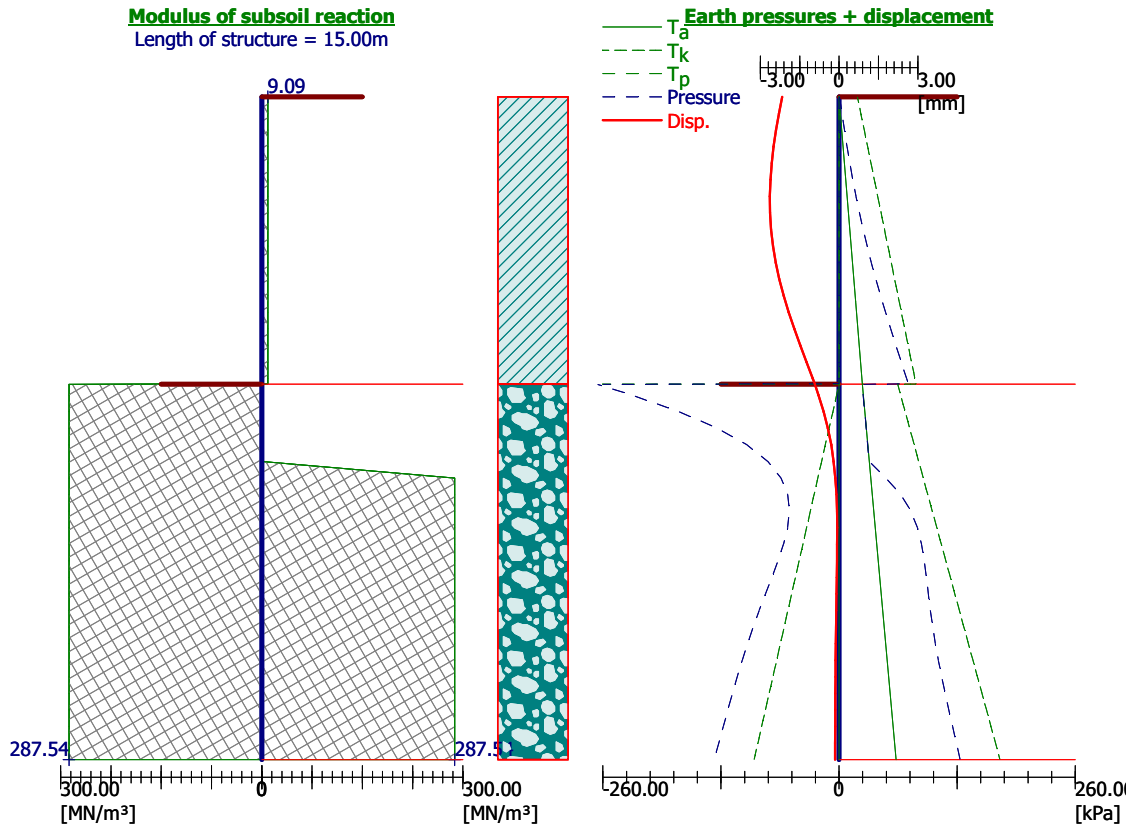 Modulus of subsoil reaction
Length of structure = 15.00m
9.09
287.54
287.5
300.00
0
300.00
[MN/m³]
[MN/m³]
Earth pressures + displacement
Ta
Tk
Tp
Pressure
Disp.
-3.00
0
3.00
[mm]
-260.00
0
260.00
[kPa]